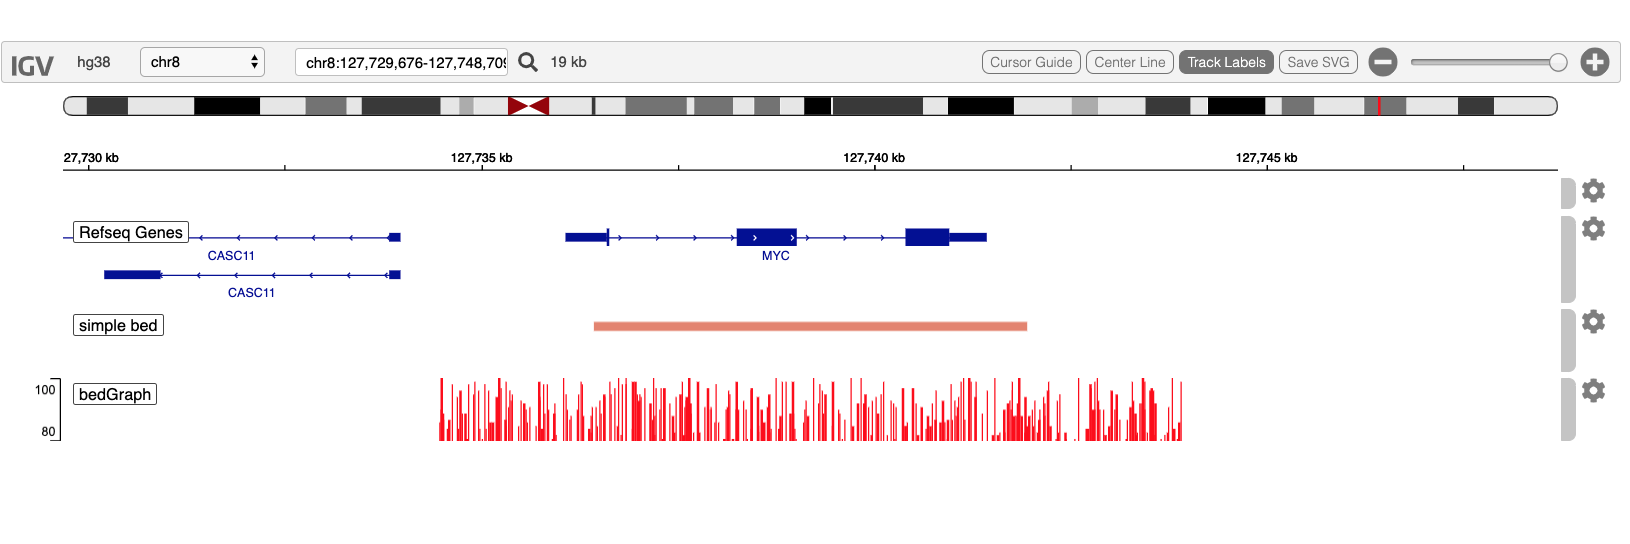 IGV hg38 chr8 chr8:127,729,676-127,748,70 19 kb Cursor Guide Center Line Track Labels Save SVG
27,730 kb 127,735 kb 127,740 kb 127,745 kb
Refseq Genes
CASC11 MYC
CASC11
simple bed
100
bedGraph
80